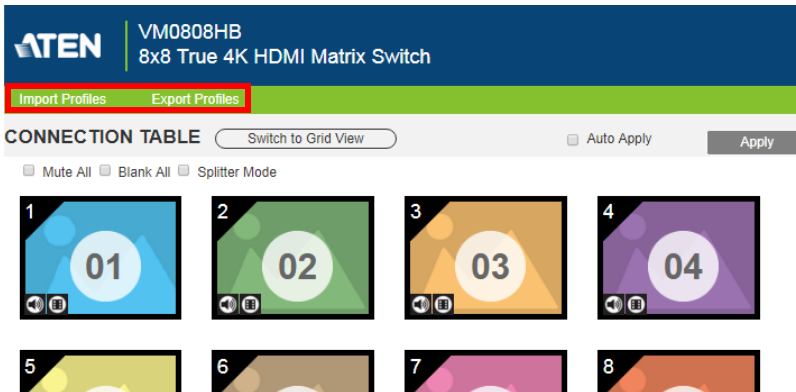 ATEN
VM0808HB
8x8 True 4K HDMI Matrix Switch
Import Profiles Export Profiles
CONNECTION TABLE Switch to Grid View Auto Apply Apply
Mute All Blank All Splitter Mode
1 2 3 4
01 02 03 04
5 6 7 8